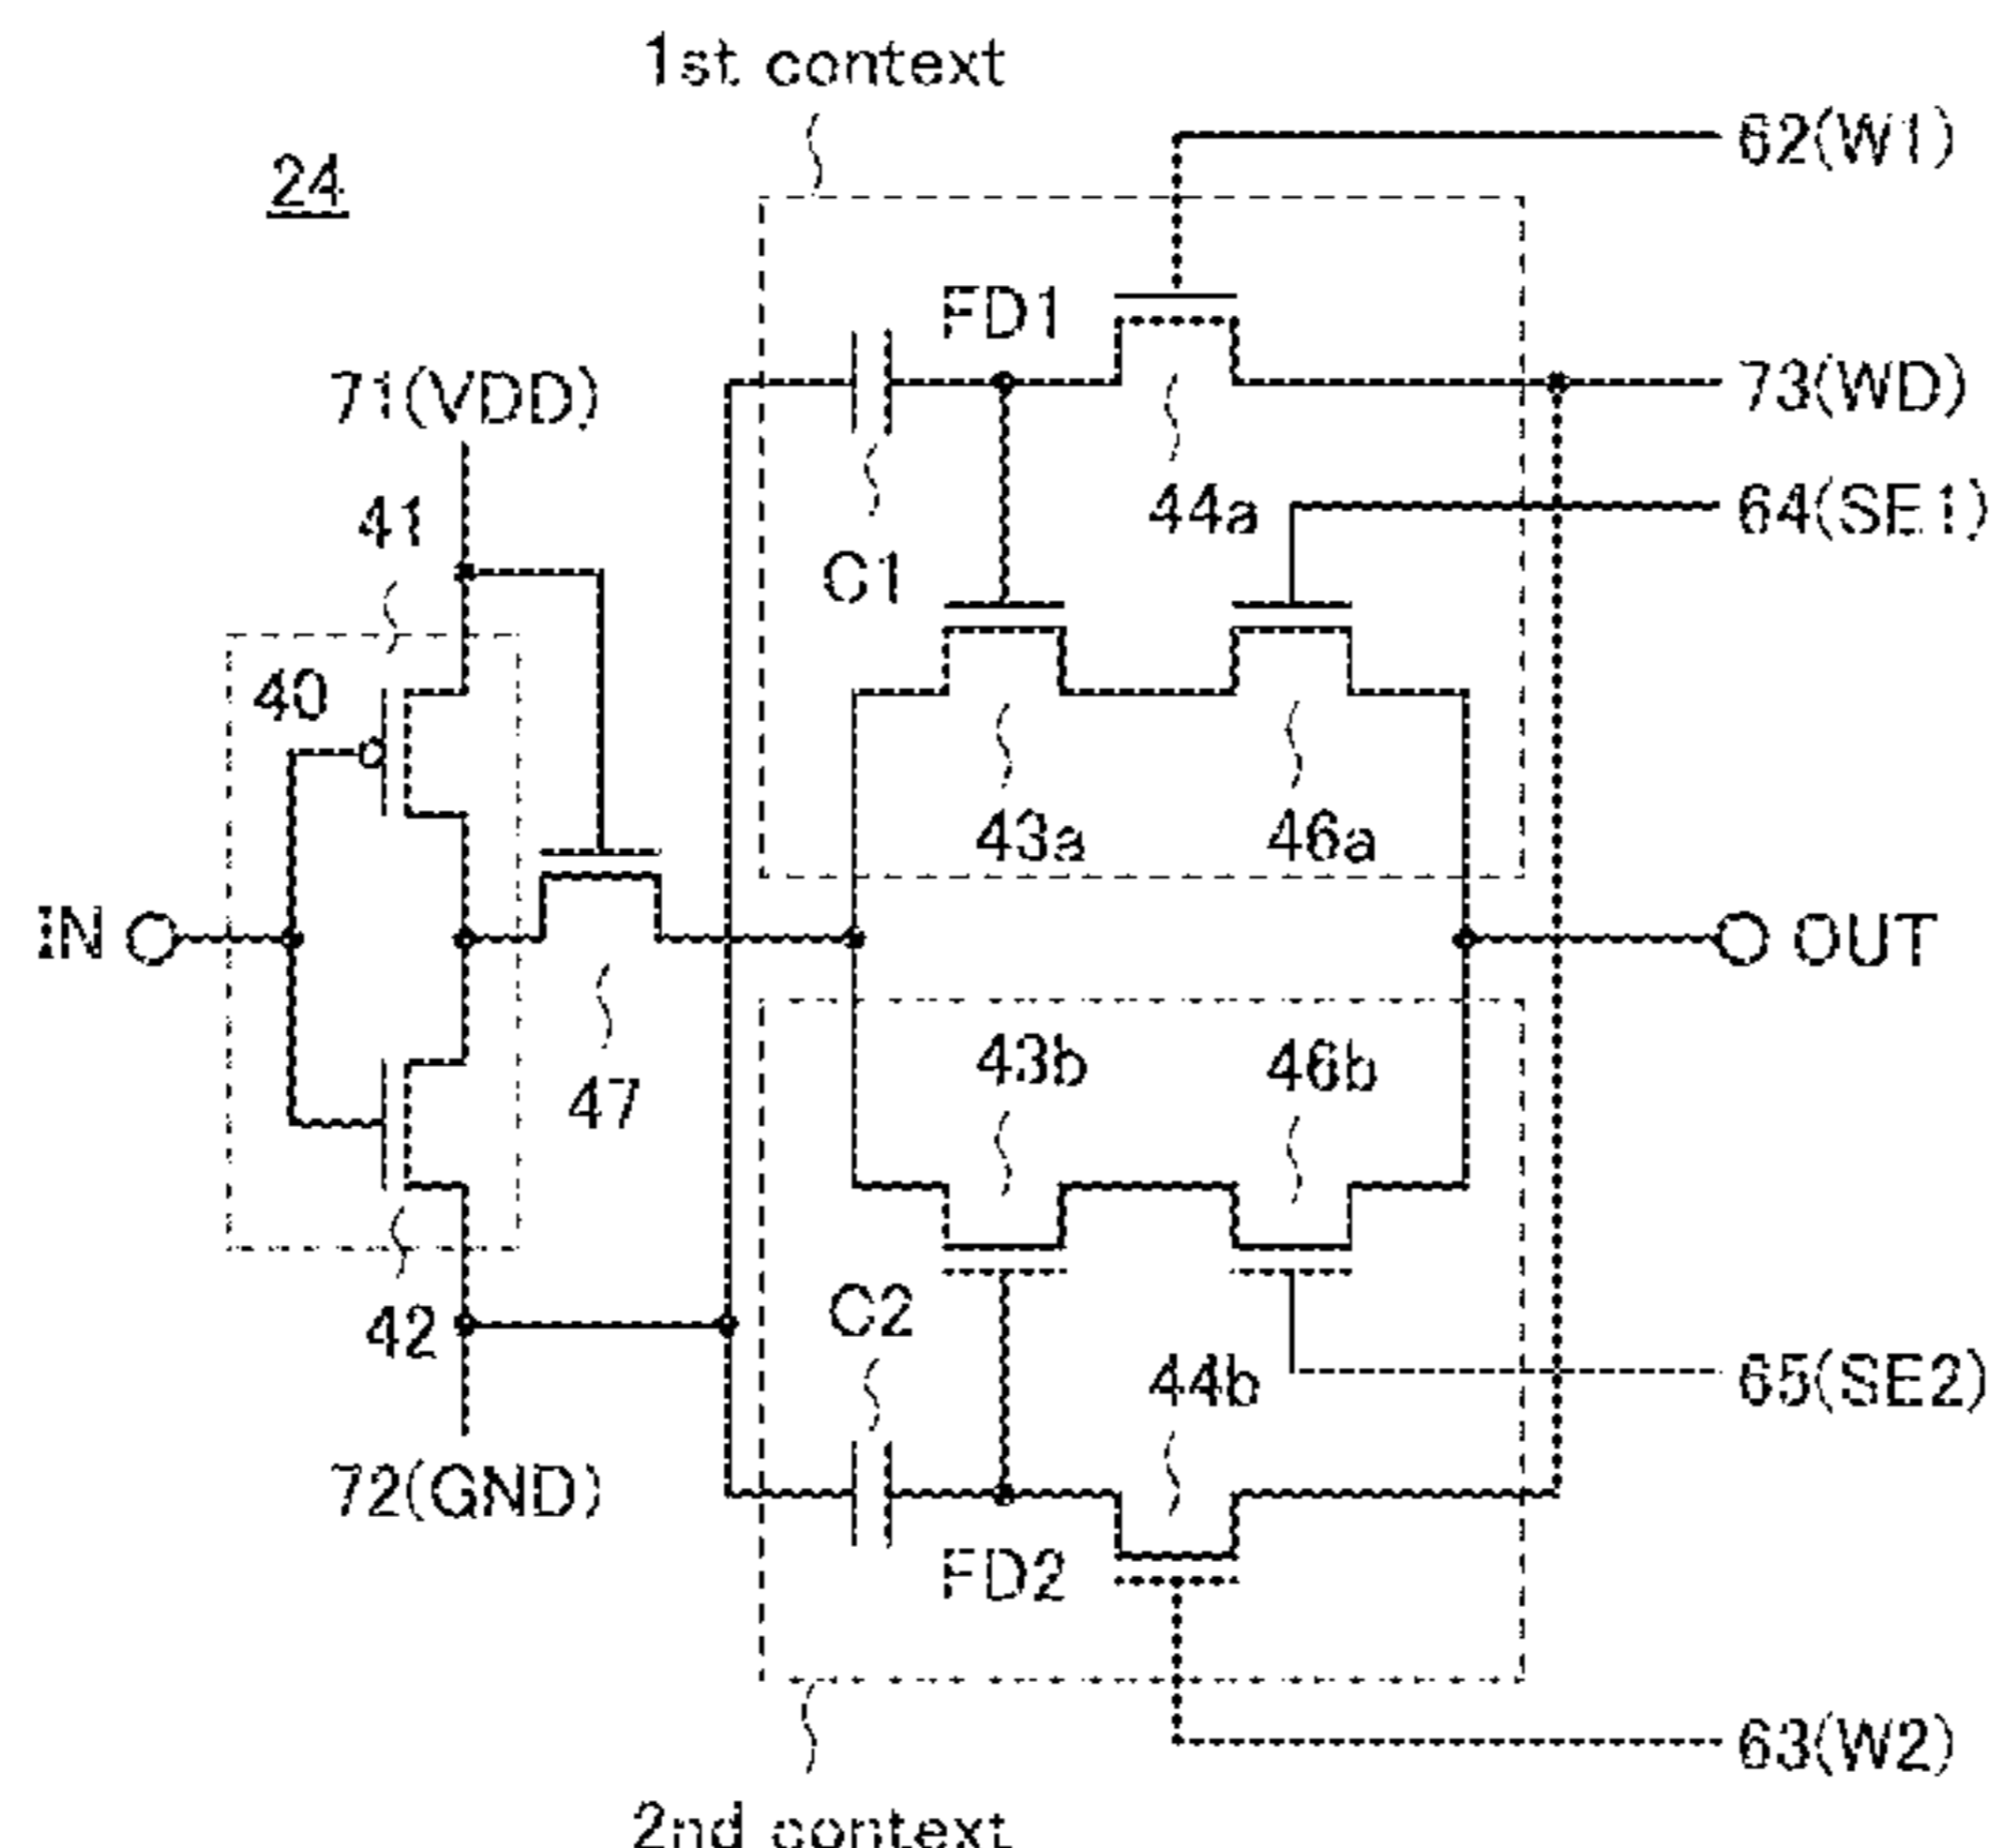 1st context
62(W1)
24
FD1
71(VDD)
73(WD)
41
44a
64(SE1)
C1
40
43a
46a
IN
OUT
43b
46b
47
C2
42
44b
65(SE2)
72(GND)
FD2
63(W2)
2nd context